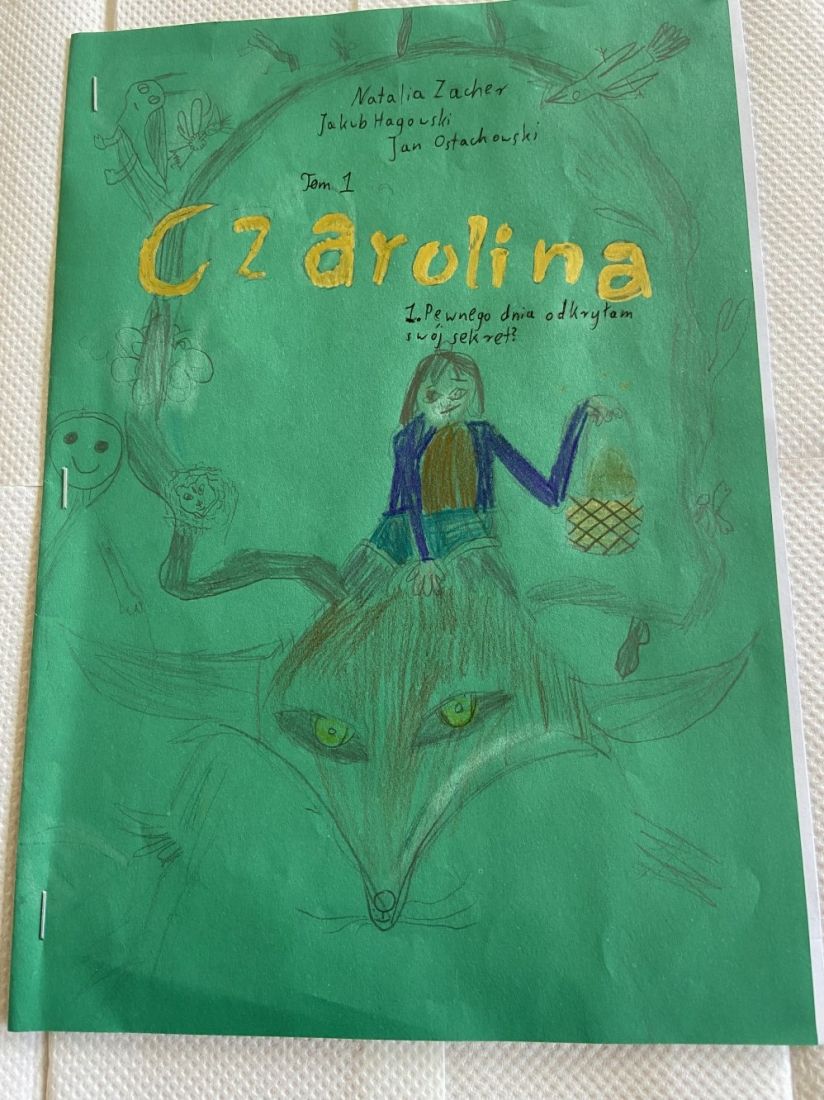 Natalia Zacher
Jakub Hagowski
Jan Ostachowski
Tom 1
Czarolina
1. Pewnego dnia odkryłam
swój sekret?